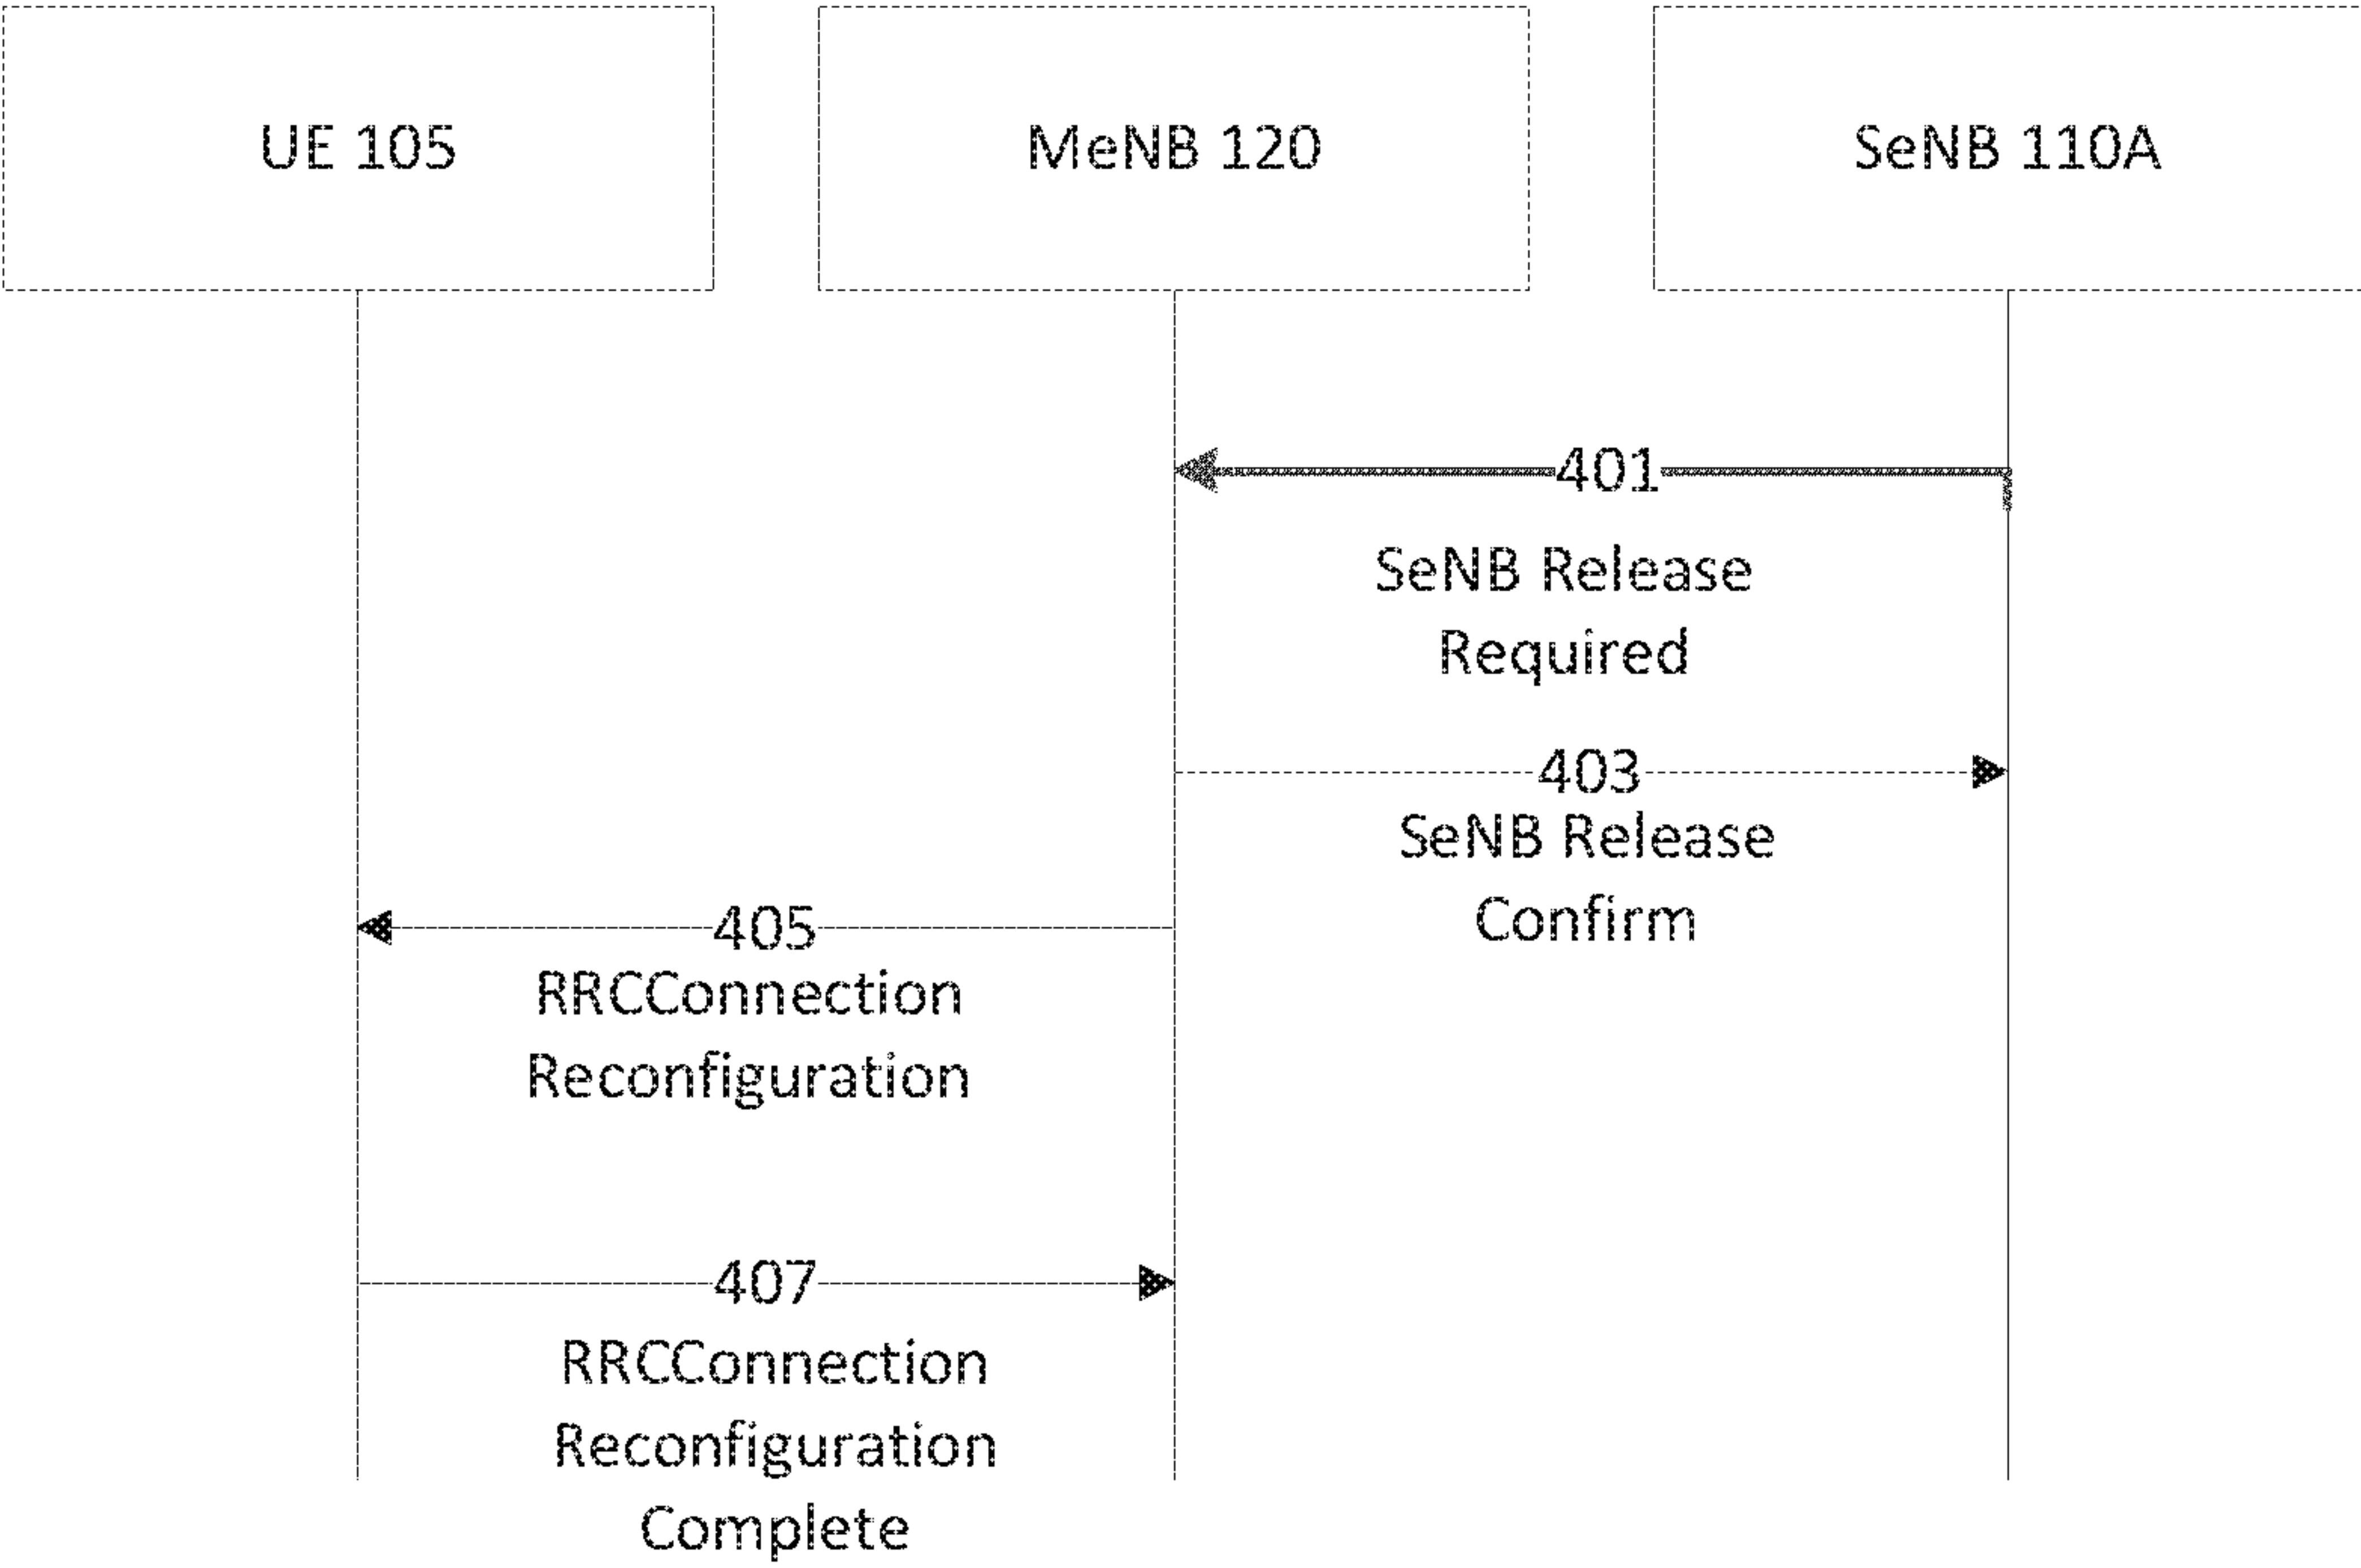 UE 105
MeNB 120
SeNB 110A
401
SeNB Release
Required
403
SeNB Release
Confirm
405
RRCConnection
Reconfiguration
407
RRCConnection
Reconfiguration
Complete